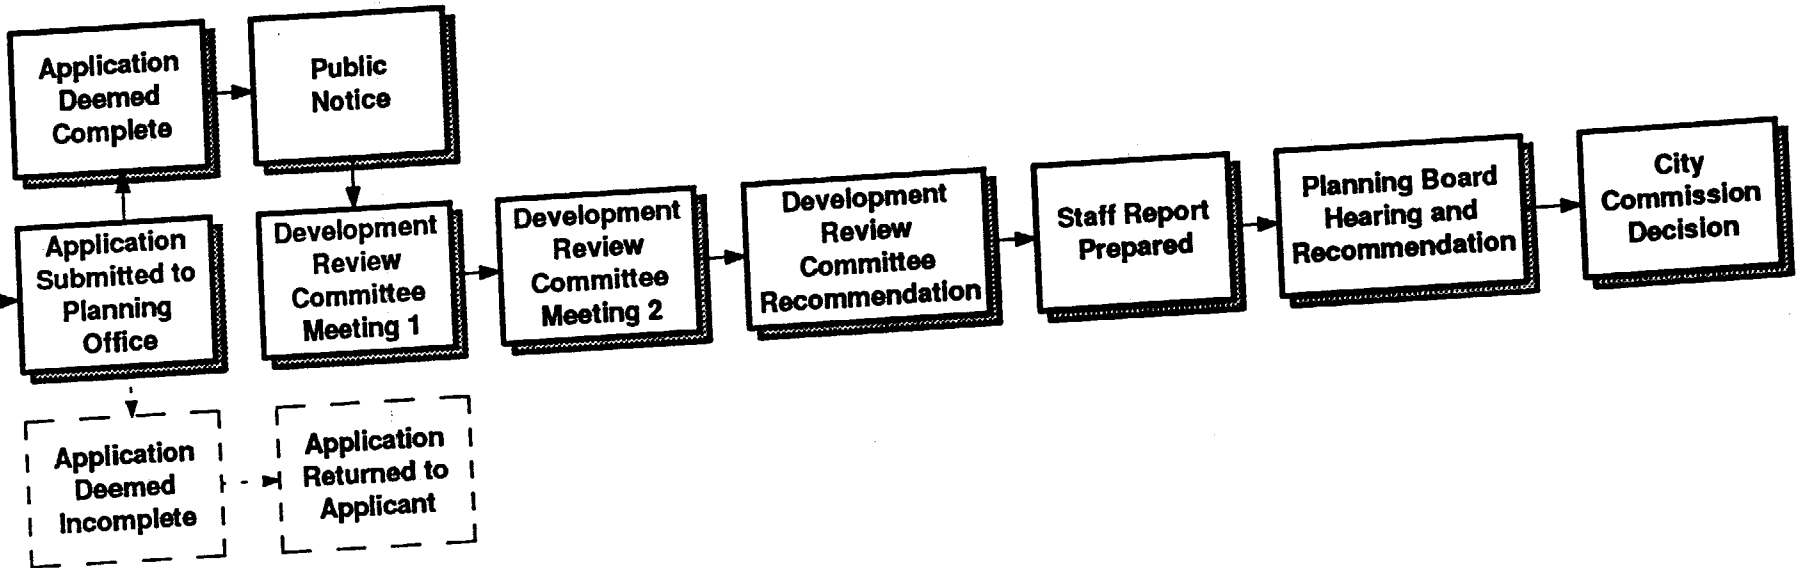 Application
Deemed
Complete
Public
Notice
Application
Submitted to
Planning
Office
Development
Review
Committee
Meeting 1
Development
Review
Committee
Meeting 2
Development
Review
Committee
Recommendation
Staff Report
Prepared
Planning Board
Hearing and
Recommendation
City
Commission
Decision
Application
Deemed
Incomplete
Application
Returned to
Applicant